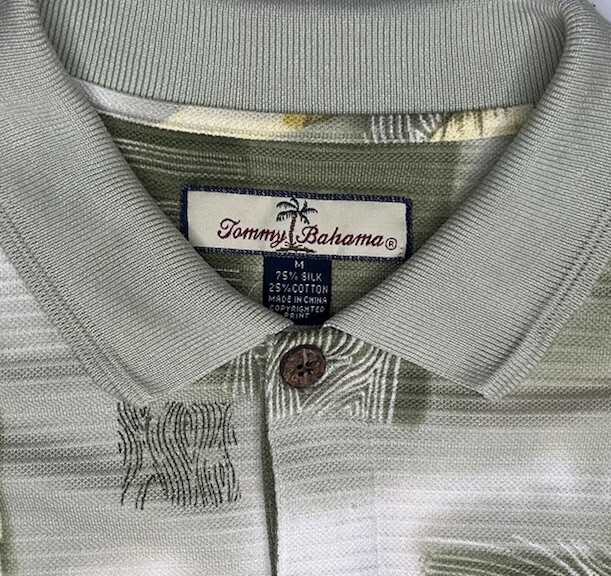 Tommy Bahama®
M
75% SILK
25% COTTON
MADE IN CHINA
COPYRIGHTED
PRINT